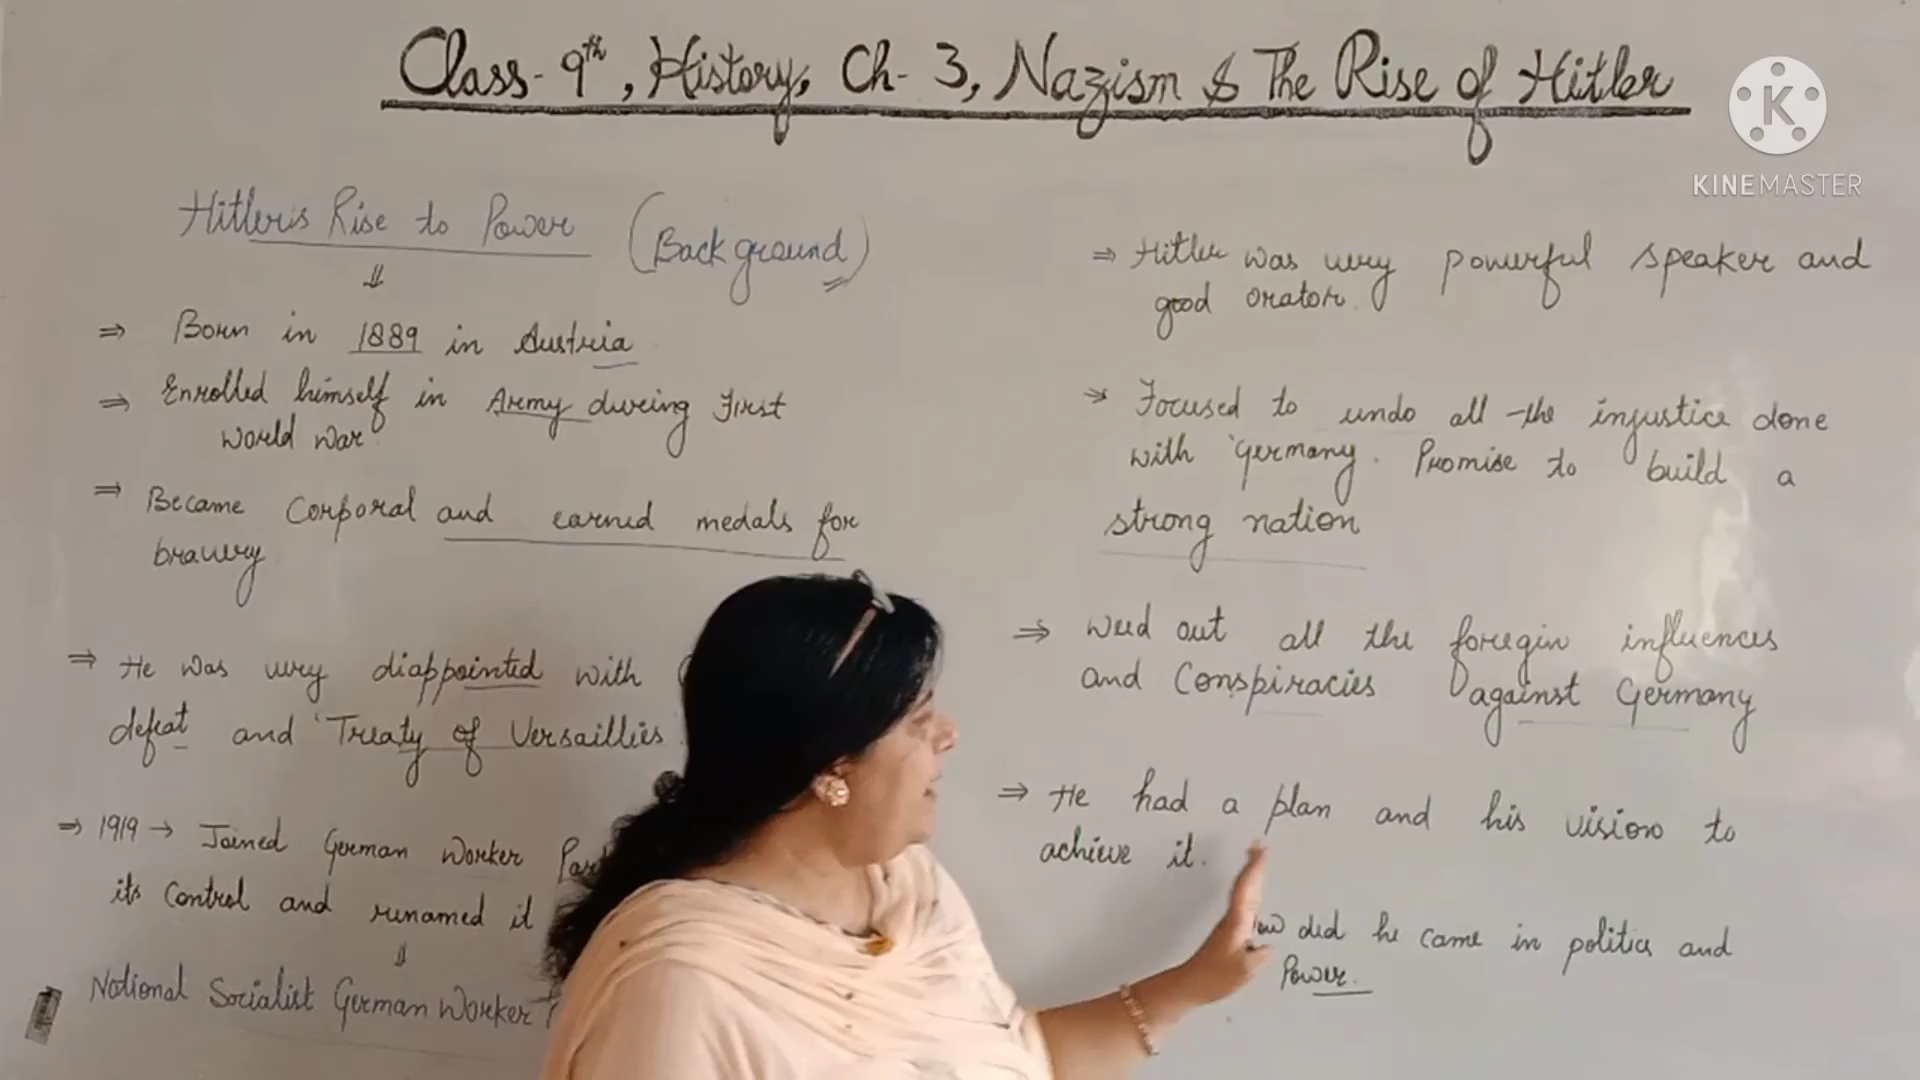 Class- 9th, History, Ch- 3, Nazism & The Rise of Hitler
KINEMASTER
Hitler's Rise to Power (Background)
⇒ Born in 1889 in Austria
⇒ Enrolled himself in Army during First
World War
⇒ Became Corporal and earned medals for
bravery
⇒ He was very diappointed with
defeat and Treaty of Versaillies
⇒ 1919 → Joined German Worker
its Control and renamed it
National Socialist German Worker
⇒ Hitler was very powerful speaker and
good orator.
Focused to undo all the injustice done
with Germany. Promise to build a
strong nation
⇒ Weed out all the foregin influences
and Conspiracies against Germany
⇒ He had a plan and his vision to
achieve it.
did he came in politics and
Power.